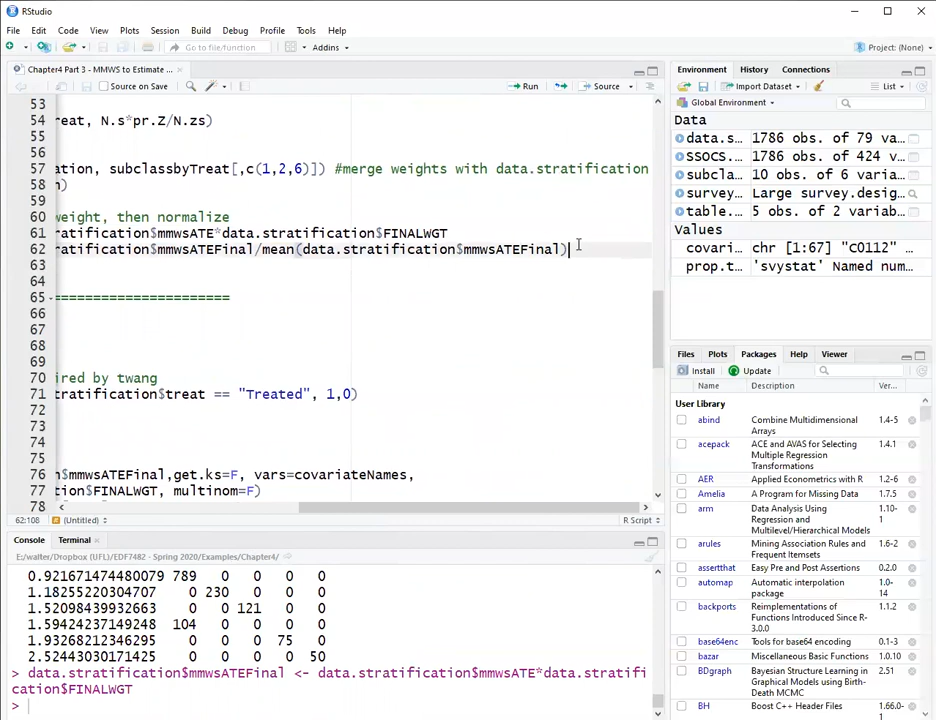 RStudio
File Edit Code View Plots Session Build Debug Profile Tools Help
Go to file/function Addins Project: (None)
Chapter4 Part 3 - MMWS to Estimate ...
Source on Save Run Source
53
54 reat, N.s*pr.Z/N.zs)
55
56
57 ation, subclassbyTreat[,c(1,2,6)]) #merge weights with data.stratification
58 n)
59
60 weight, then normalize
61 ratification$mmwsATE*data.stratification$FINALWGT
62 ratification$mmwsATEFinal/mean(data.stratification$mmwsATEFinal)
63
64
65 ======================
66
67
68
69
70 ired by twang
71 tratification$treat == "Treated", 1,0)
72
73
74
75
76 n$mmwsATEFinal,get.ks=F, vars=covariateNames,
77 tion$FINALWGT, multinom=F)
78
62:108 (Untitled) R Script
Console Terminal
E:/walter/Dropbox (UFL)/EDF7482 - Spring 2020/Examples/Chapter4/
0.921671474480079 789 0 0 0 0
1.18255220304707 0 230 0 0 0
1.52098439932663 0 0 121 0 0
1.59424237149248 104 0 0 0 0
1.93268212346295 0 0 0 75 0
2.52443030171425 0 0 0 0 50
> data.stratification$mmwsATEFinal <- data.stratification$mmwsATE*data.stratifi
cation$FINALWGT
>
Environment History Connections
Import Dataset List
Global Environment
Data
data.s... 1786 obs. of 79 va...
SSOCS... 1786 obs. of 424 v...
subcla... 10 obs. of 6 varia...
survey... Large survey.desig...
table.... 5 obs. of 2 variab...
Values
covari... chr [1:67] "C0112" ...
prop.t... 'svystat' Named num...
Files Plots Packages Help Viewer
Install Update
Name Description Ver...
User Library
abind Combine Multidimensional Arrays 1.4-5
acepack ACE and AVAS for Selecting Multiple Regression Transformations 1.4.1
AER Applied Econometrics with R 1.2-6
Amelia A Program for Missing Data 1.7.5
arm Data Analysis Using Regression and Multilevel/Hierarchical Models 1.10-1
arules Mining Association Rules and Frequent Itemsets 1.6-2
assertthat Easy Pre and Post Assertions 0.2.0
automap Automatic interpolation package 1.0-14
backports Reimplementations of Functions Introduced Since R-3.0.0 1.1.2
base64enc Tools for base64 encoding 0.1-3
bazar Miscellaneous Basic Functions 1.0.10
BDgraph Bayesian Structure Learning in Graphical Models using Birth-Death MCMC 2.51
BH Boost C++ Header Files 1.66.0-